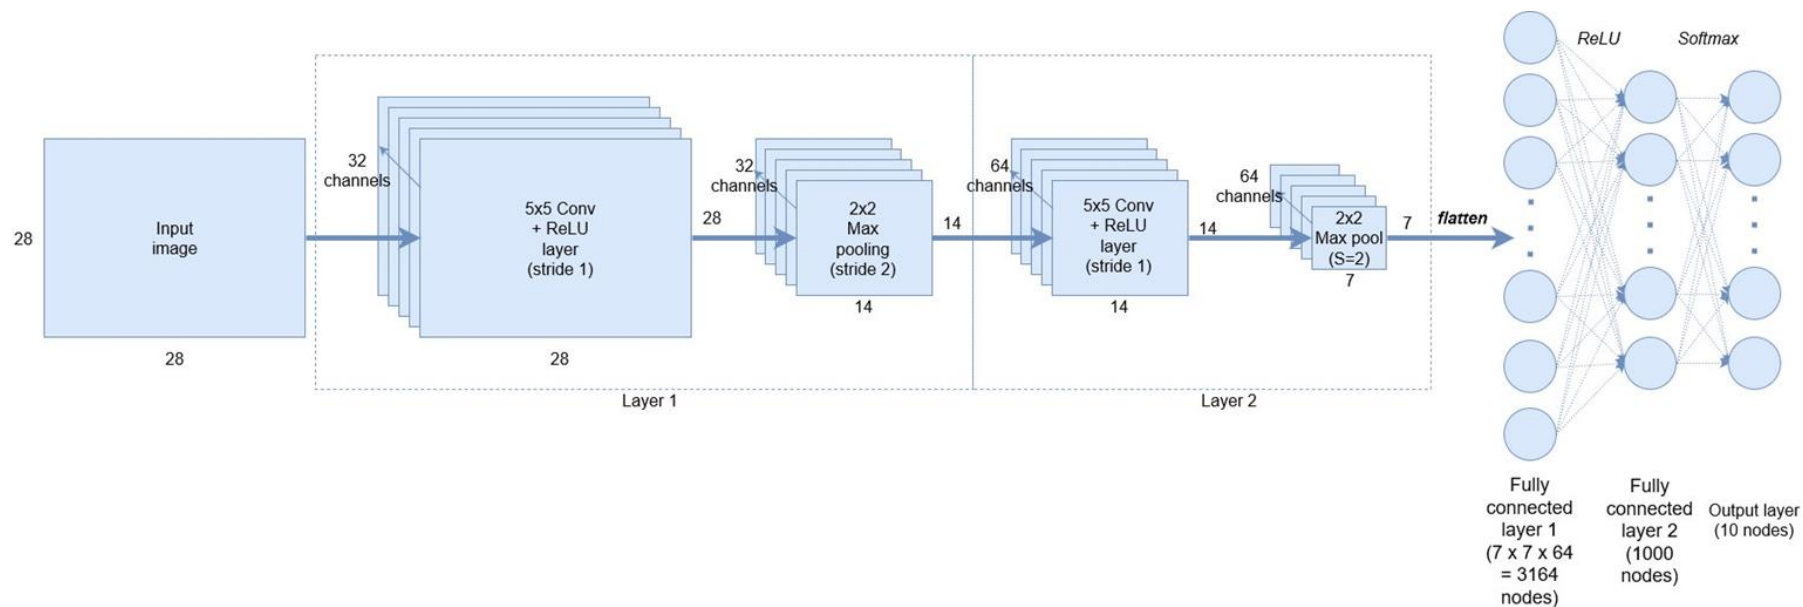 28
Input
image
28
32
channels
5x5 Conv
+ ReLU
layer
(stride 1)
28
28
32
channels
2x2
Max
pooling
(stride 2)
14
14
Layer 1
64
channels
5x5 Conv
+ ReLU
layer
(stride 1)
14
14
64
channels
2x2
Max pool
(S=2)
7
7
Layer 2
flatten
ReLU
Softmax
Fully
connected
layer 1
(7 x 7 x 64
= 3164
nodes)
Fully
connected
layer 2
(1000
nodes)
Output layer
(10 nodes)